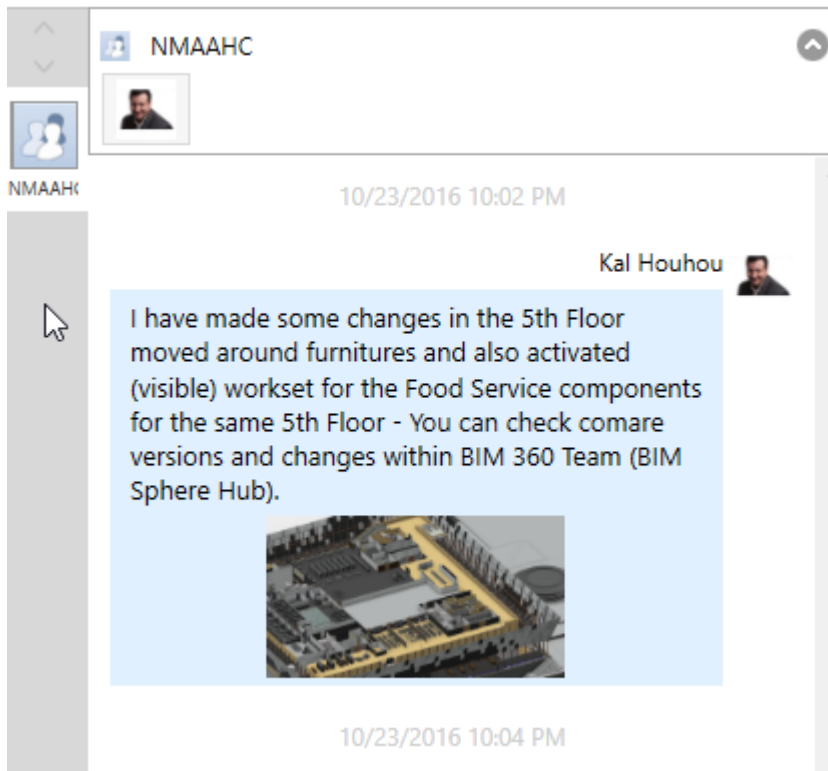 NMAAHC
NMAAHC
10/23/2016 10:02 PM
Kal Houhou
I have made some changes in the 5th Floor
moved around furnitures and also activated
(visible) workset for the Food Service components
for the same 5th Floor - You can check comare
versions and changes within BIM 360 Team (BIM
Sphere Hub).
10/23/2016 10:04 PM